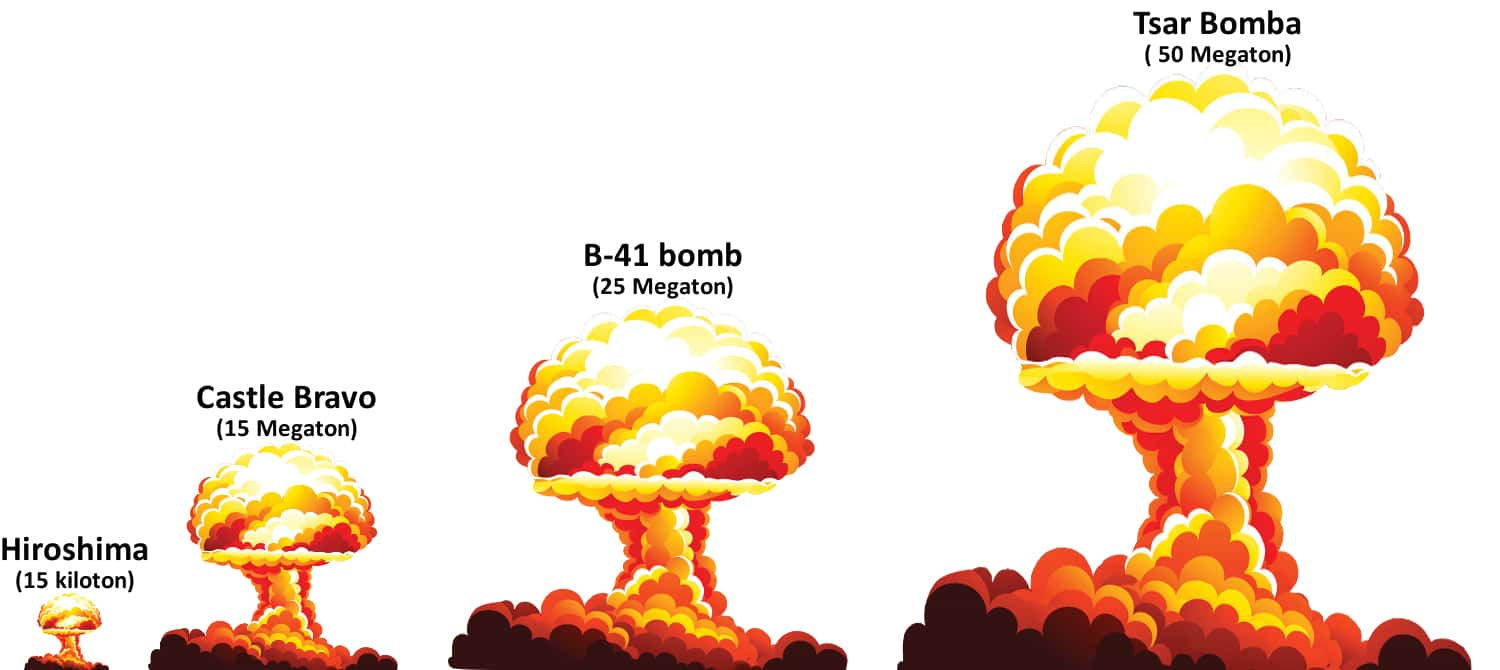 Tsar Bomba
( 50 Megaton)
B-41 bomb
(25 Megaton)
Castle Bravo
(15 Megaton)
Hiroshima
(15 kiloton)